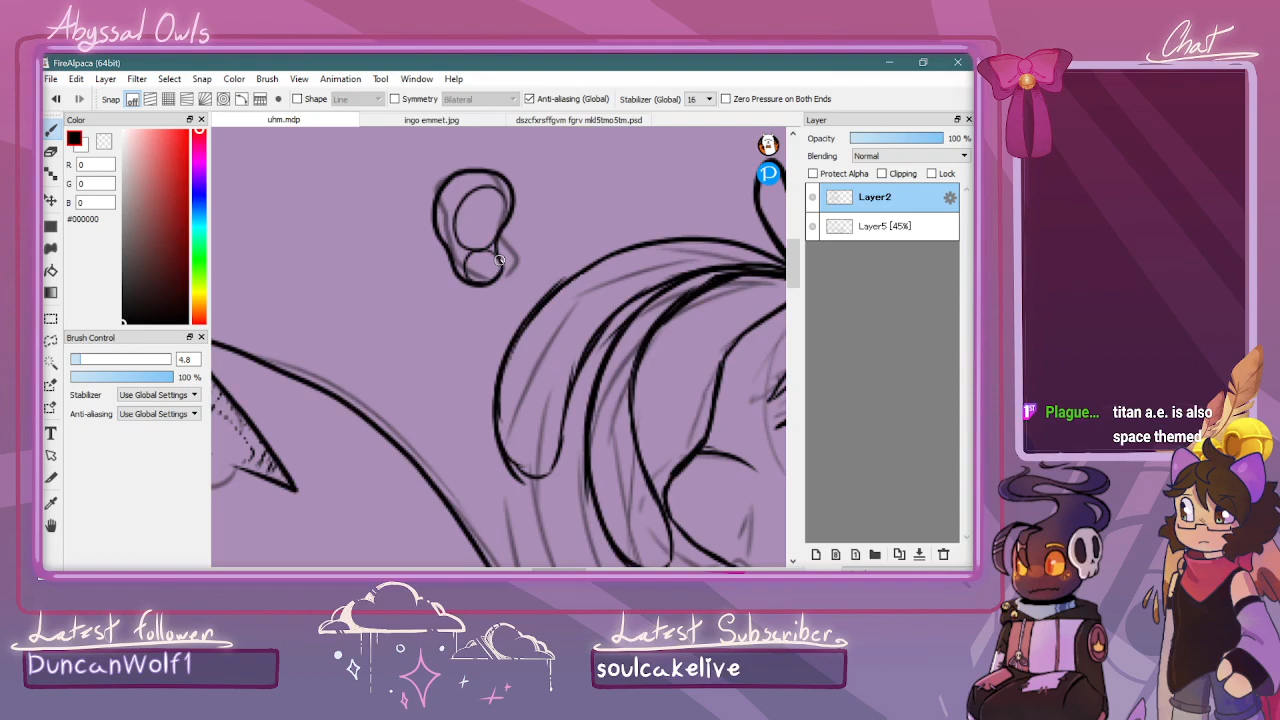 Abyssal Owls
Chat
FireAlpaca (64bit)
File Edit Layer Filter Select Snap Color Brush View Animation Tool Window Help
Snap off Shape Line Symmetry Bilateral Anti-aliasing (Global) Stabilizer (Global) 16 Zero Pressure on Both Ends
Color
uhm.mdp
ingo emmet.jpg
dszcfxrsffgvm fgrv mkl5tmo5tm.psd
Layer
R 0
G 0
B 0
#000000
Opacity 100 %
Blending Normal
Protect Alpha Clipping Lock
Layer2
Layer5 [45%]
P
Brush Control
4.8
100 %
Stabilizer Use Global Settings
Anti-aliasing Use Global Settings
T
1ST Plague... titan a.e. is also
space themed
Latest follower
DuncanWolf1
Latest Subscriber
soulcakelive